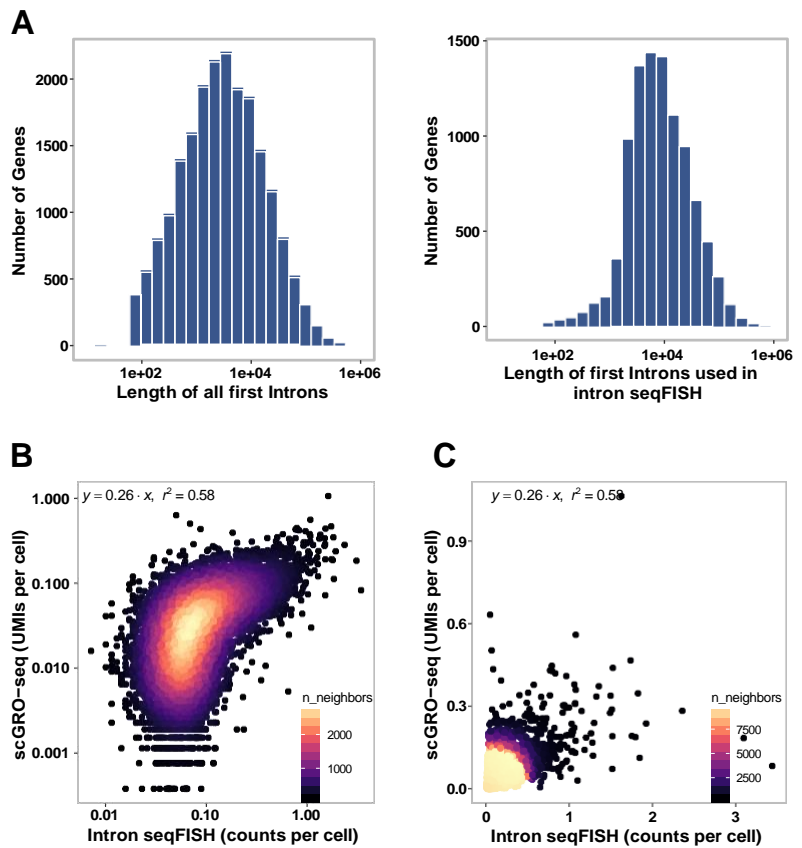 A
Number of Genes
2000
1500
1000
500
0
1e+02
1e+04
1e+06
Length of all first Introns
Number of Genes
1500
1000
500
0
1e+02
1e+04
1e+06
Length of first Introns used in
intron seqFISH
B
y = 0.26 · x, r² = 0.58
scGRO−seq (UMIs per cell)
1.000
0.100
0.010
0.001
n_neighbors
2000
1000
0.01
0.10
1.00
Intron seqFISH (counts per cell)
C
y = 0.26 · x, r² = 0.58
scGRO−seq (UMIs per cell)
0.9
0.6
0.3
0.0
n_neighbors
7500
5000
2500
0
1
2
3
Intron seqFISH (counts per cell)